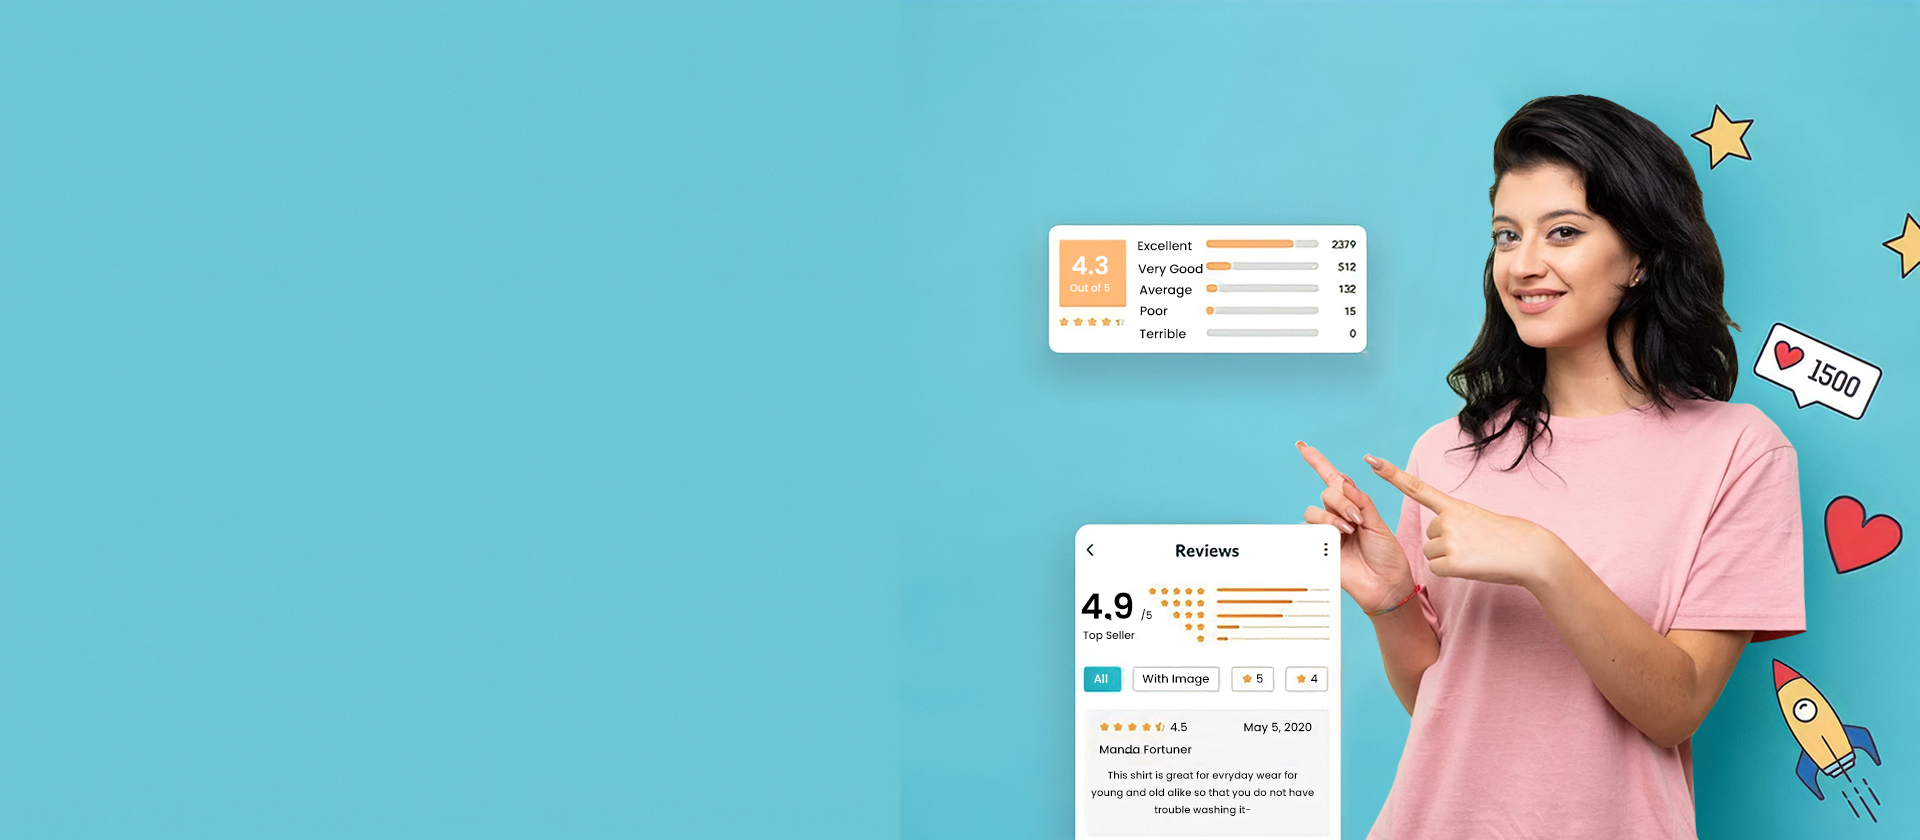 4.3
Out of 5
Excellent 2379
Very Good 512
Average 132
Poor 15
Terrible 0
1500
Reviews
4.9 /5
Top Seller
All With Image 5 4
4.5 May 5, 2020
Manda Fortuner
This shirt is great for evryday wear for
young and old alike so that you do not have
trouble washing it-